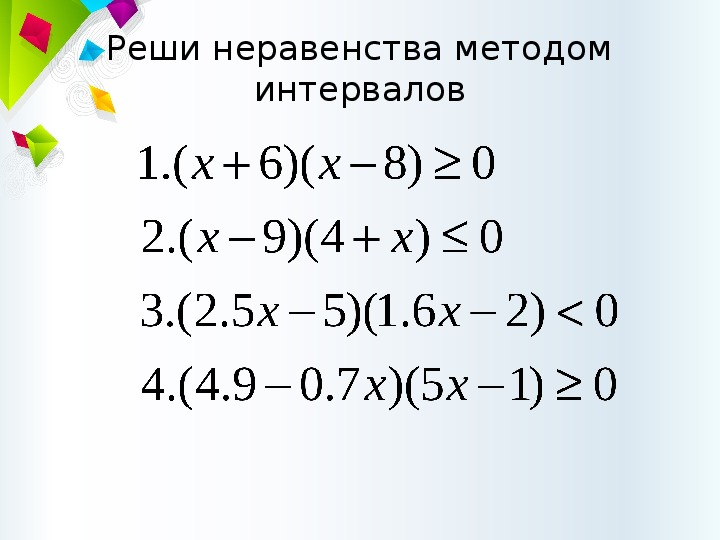 Реши неравенства методом
интервалов
1.(x+6)(x−8) ≥ 0
2.(x−9)(4+x) ≤ 0
3.(2.5x−5)(1.6x−2) < 0
4.(4.9−0.7x)(5x−1) ≥ 0